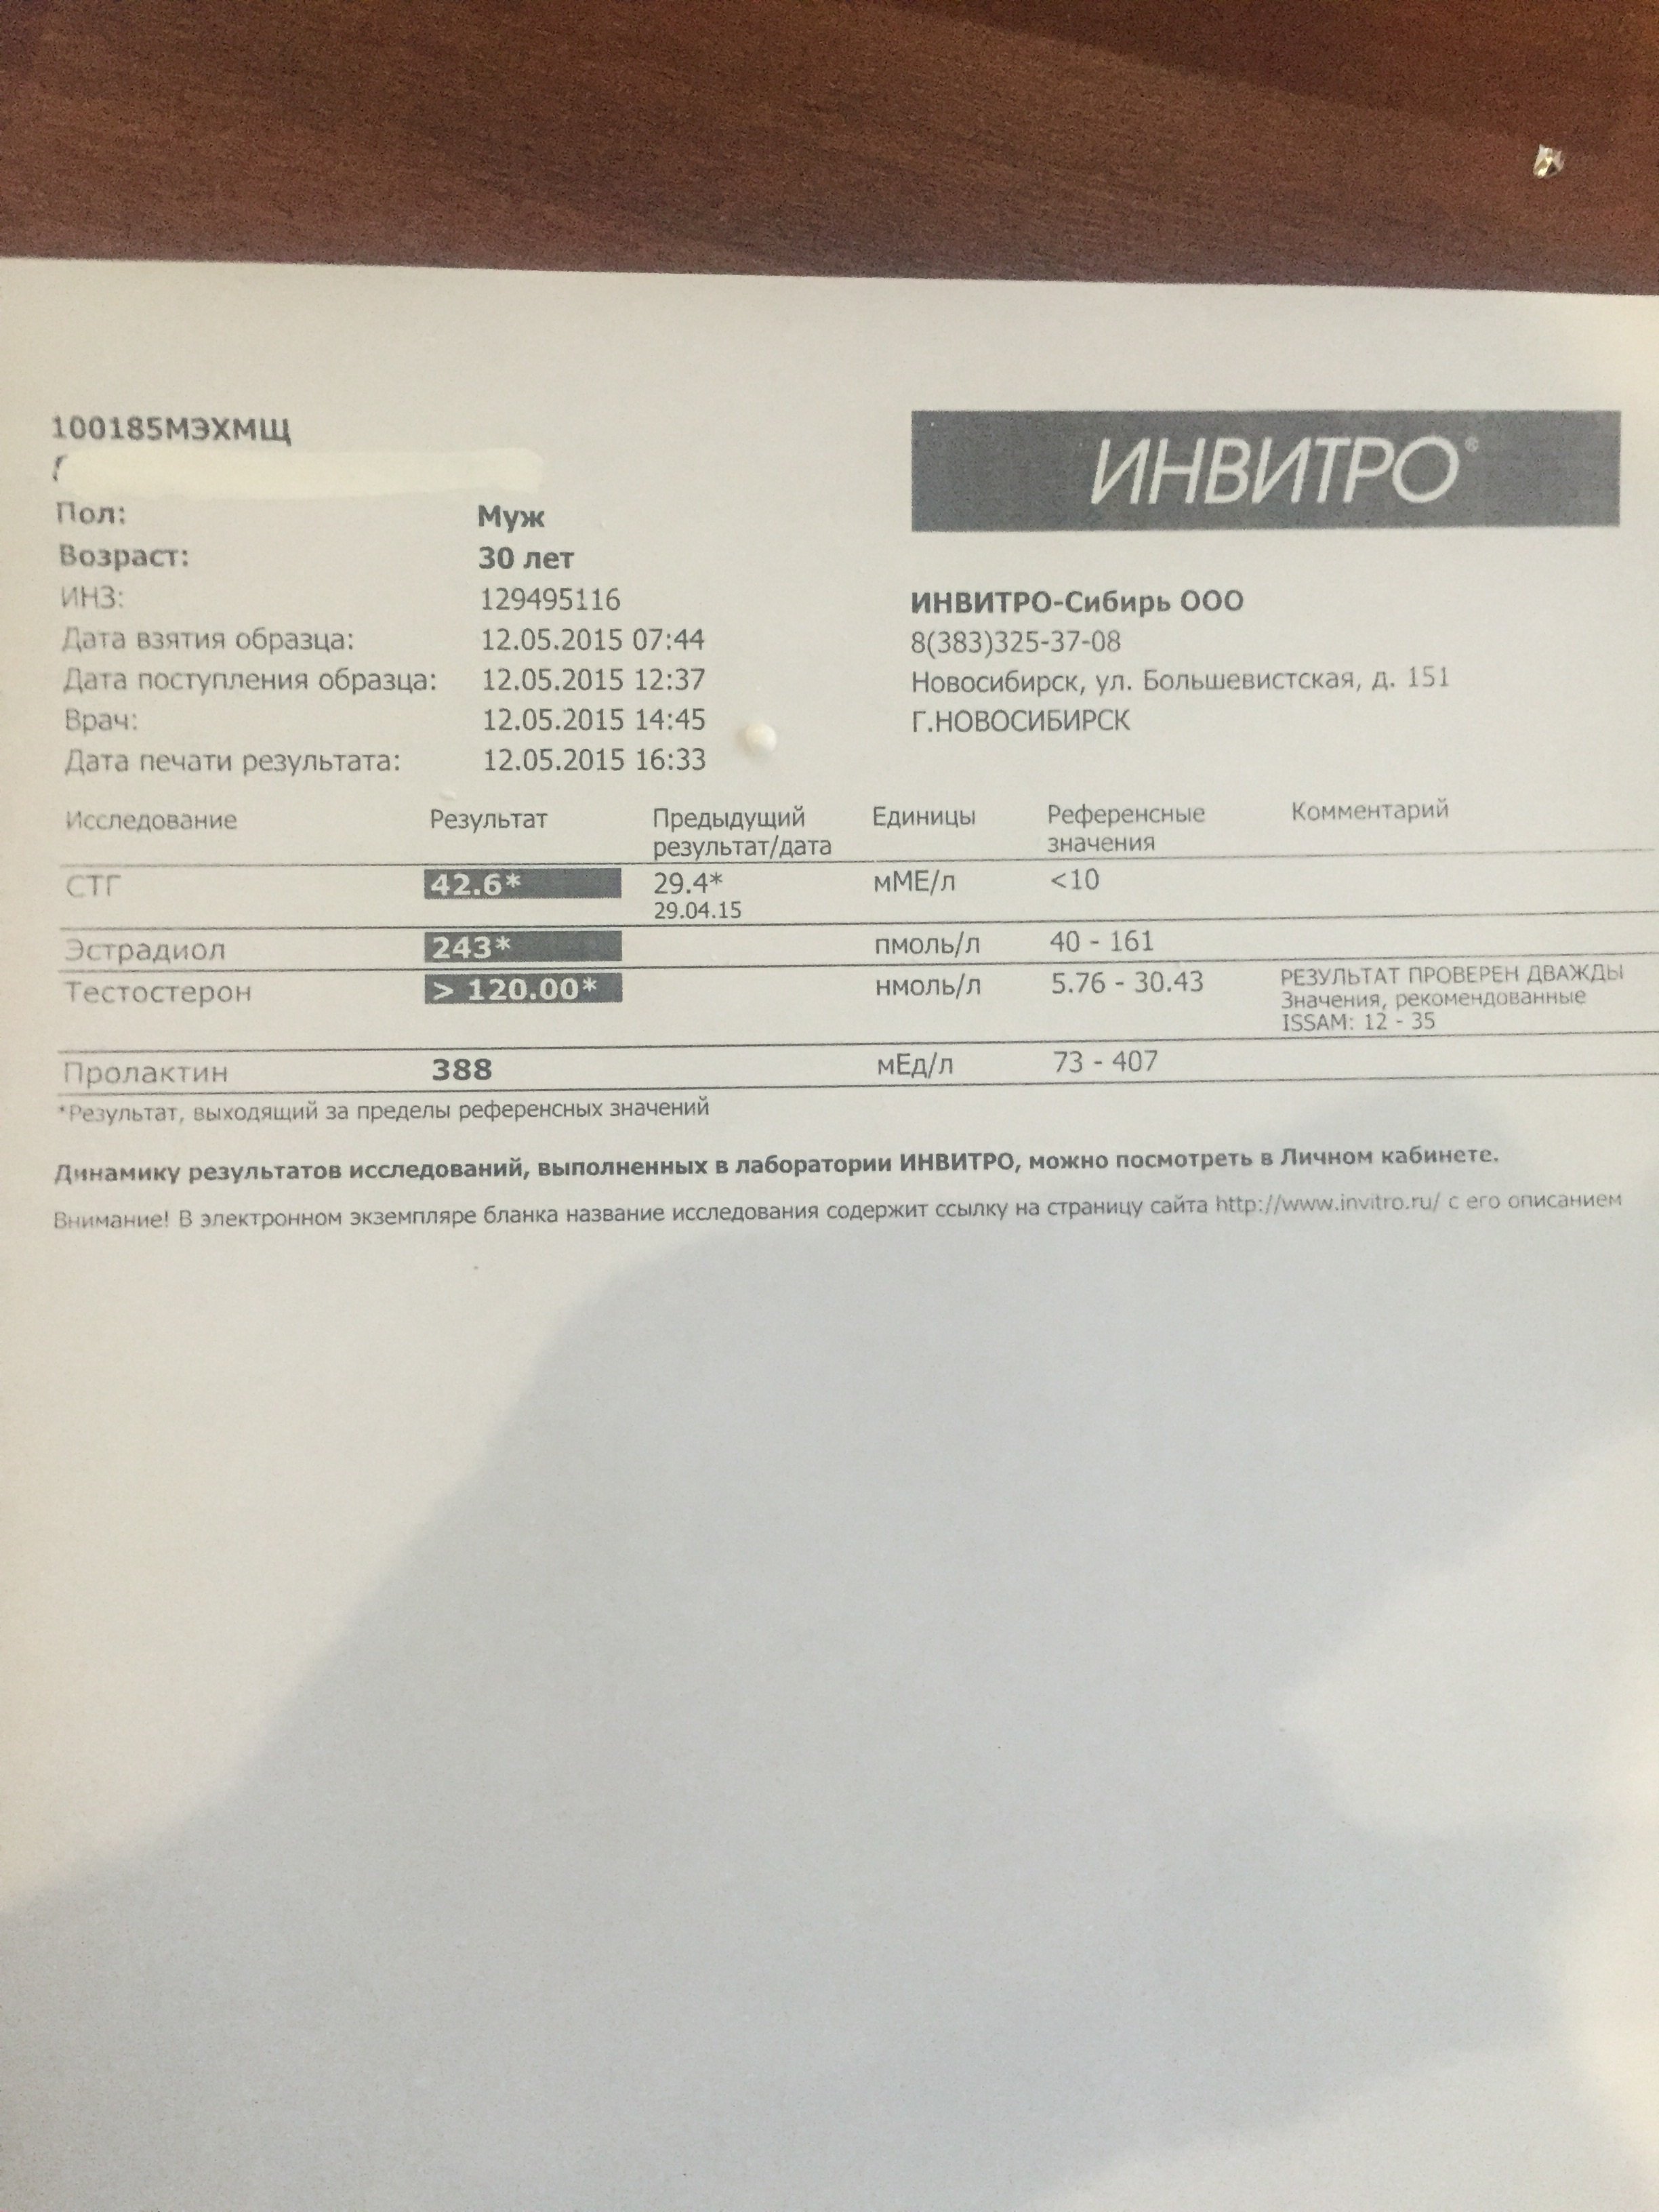 100185МЭХМЩ
ИНВИТРО®
Пол: Муж
Возраст: 30 лет
ИНЗ: 129495116
Дата взятия образца: 12.05.2015 07:44
Дата поступления образца: 12.05.2015 12:37
Врач: 12.05.2015 14:45
Дата печати результата: 12.05.2015 16:33
ИНВИТРО-Сибирь ООО
8(383)325-37-08
Новосибирск, ул. Большевистская, д. 151
Г.НОВОСИБИРСК
Исследование Результат Предыдущий результат/дата Единицы Референсные значения Комментарий
СТГ 42.6* 29.4* мМЕ/л <10
29.04.15
Эстрадиол 243* пмоль/л 40 - 161
Тестостерон > 120.00* нмоль/л 5.76 - 30.43 РЕЗУЛЬТАТ ПРОВЕРЕН ДВАЖДЫ
Значения, рекомендованные
ISSAM: 12 - 35
Пролактин 388 мЕд/л 73 - 407
*Результат, выходящий за пределы референсных значений
Динамику результатов исследований, выполненных в лаборатории ИНВИТРО, можно посмотреть в Личном кабинете.
Внимание! В электронном экземпляре бланка название исследования содержит ссылку на страницу сайта http://www.invitro.ru/ с его описанием